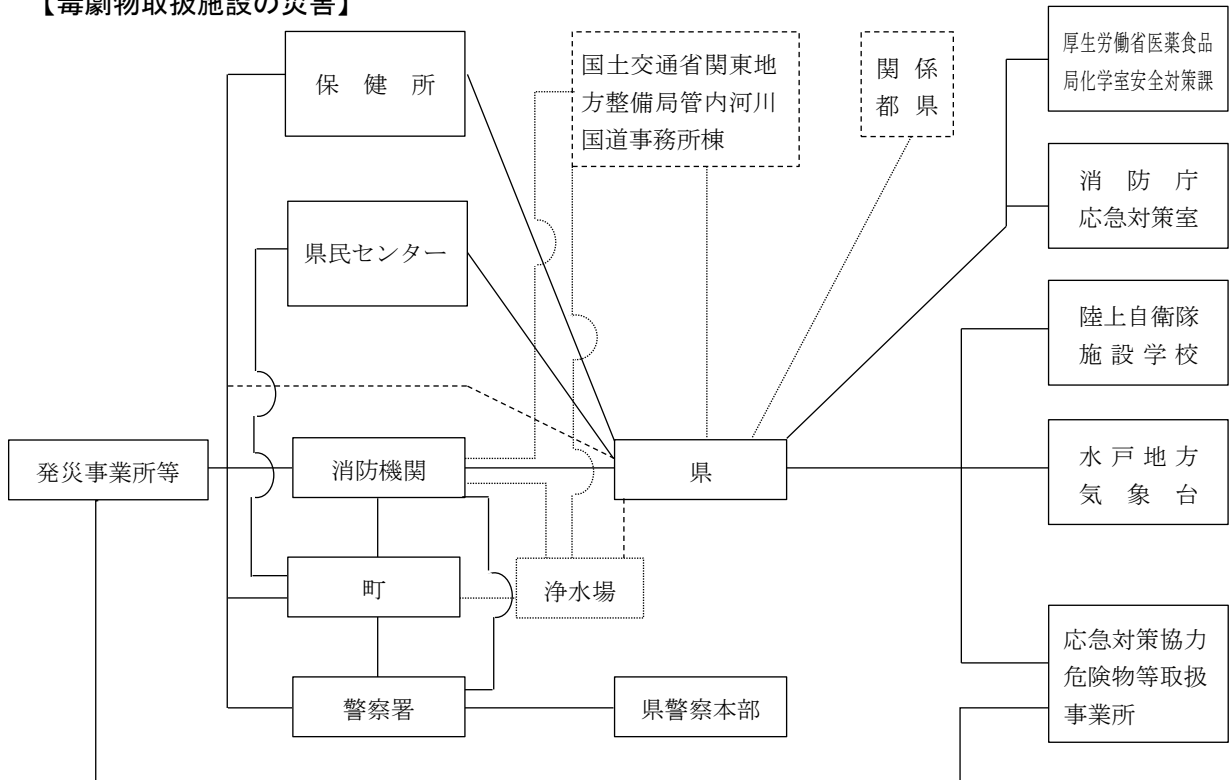 【毒劇物取扱施設の災害】
保健所
国土交通省関東地
方整備局管内河川
国道事務所棟
関係
都県
厚生労働省医薬食品
局化学室安全対策課
県民センター
消防庁
応急対策室
陸上自衛隊
施設学校
発災事業所等
消防機関
県
水戸地方
気象台
町
浄水場
警察署
県警察本部
応急対策協力
危険物等取扱
事業所